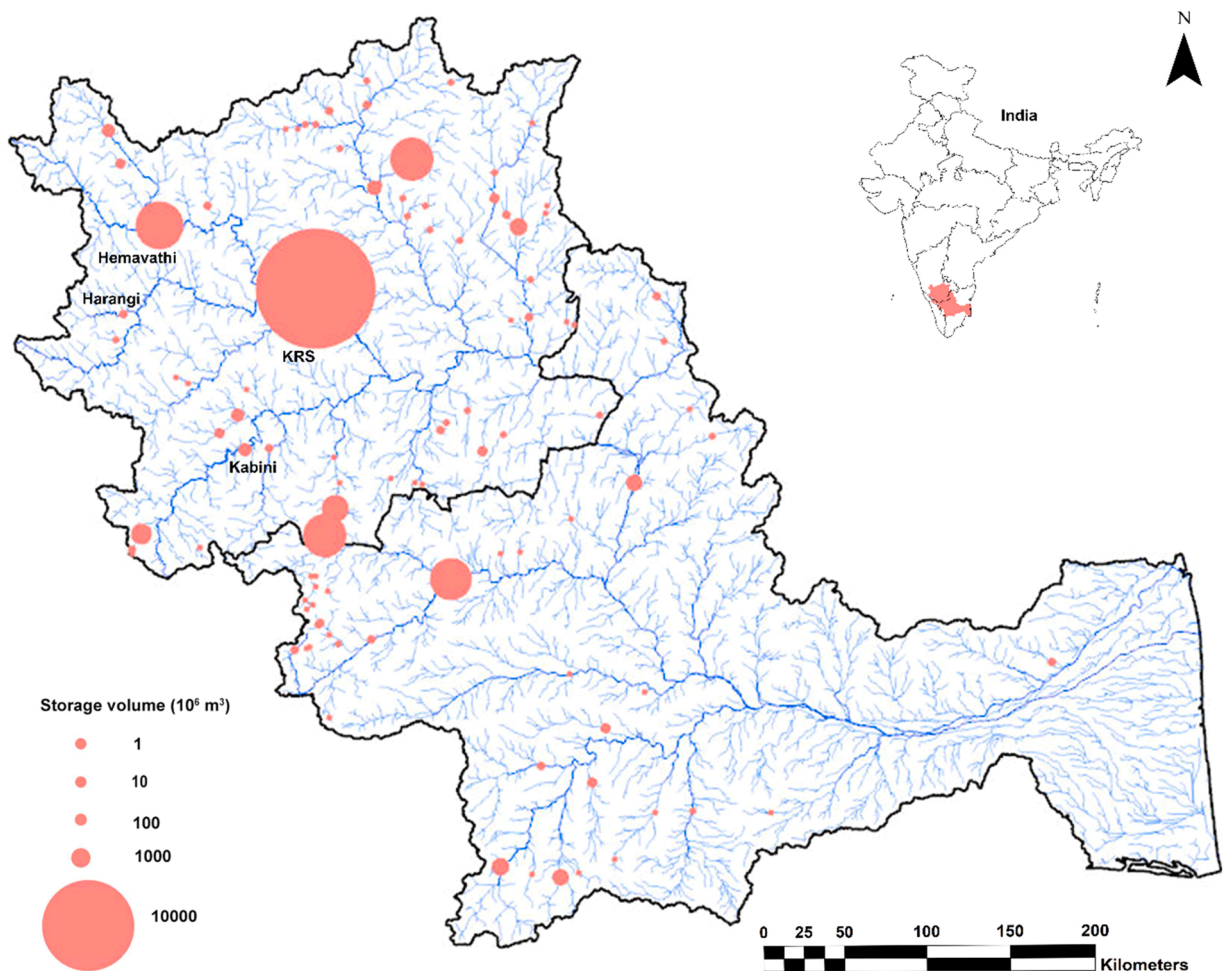 N
India
Hemavathi
Harangi
KRS
Kabini
Storage volume (10⁶ m³)
1
10
100
1000
10000
0 25 50 100 150 200
Kilometers